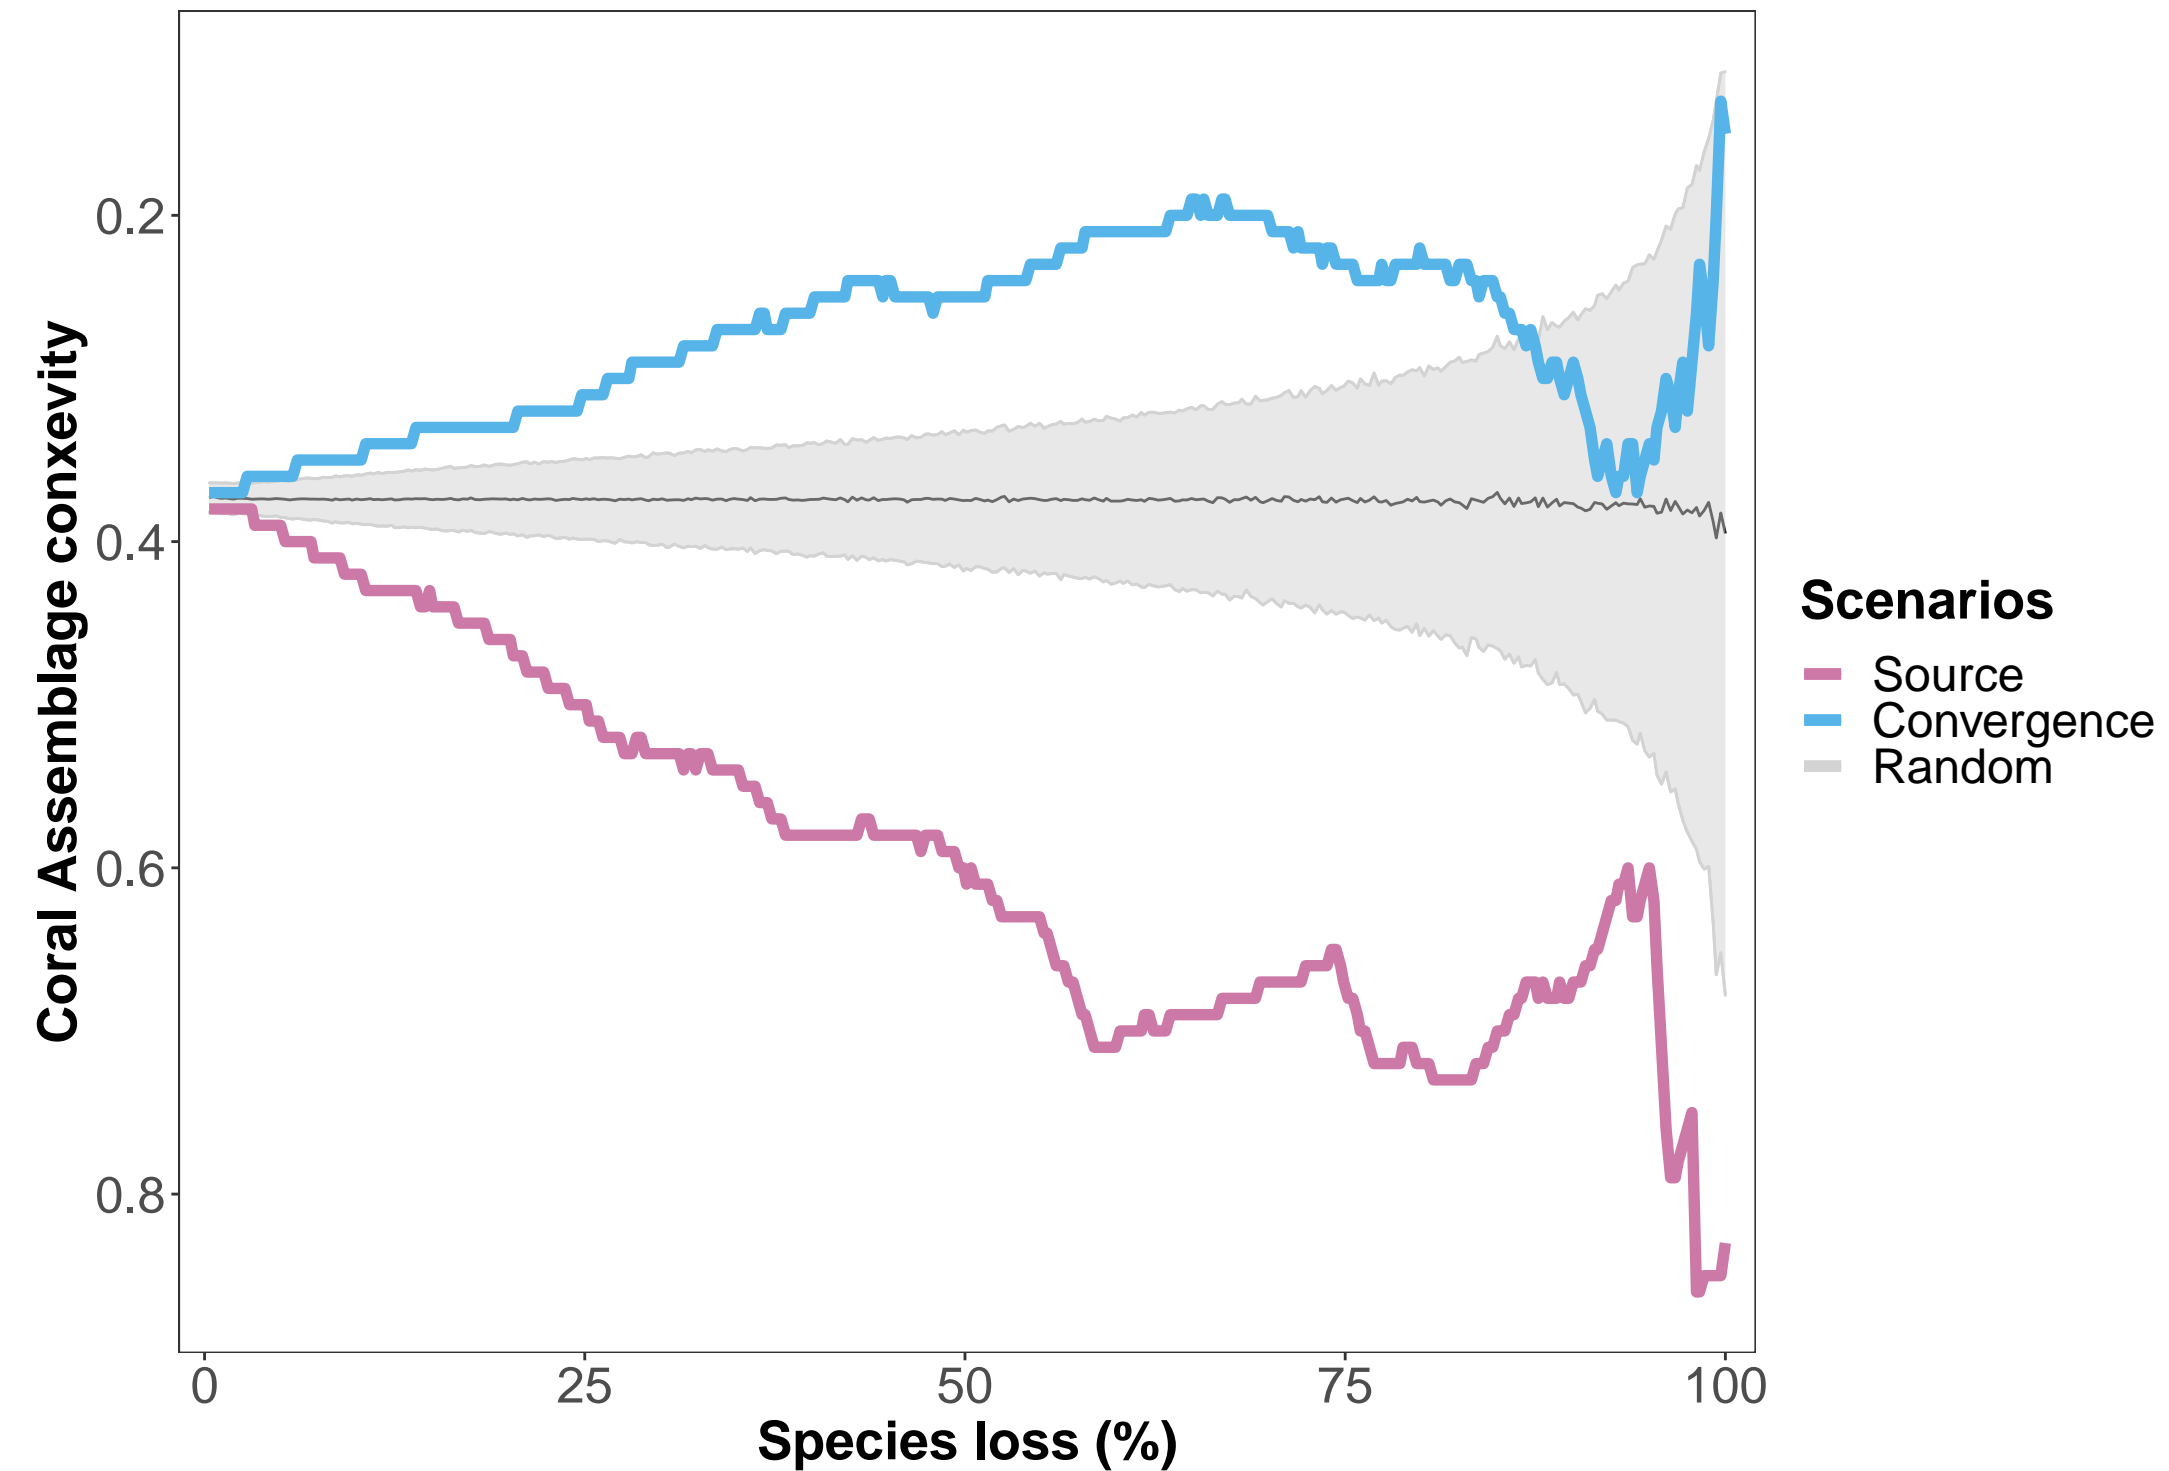 Coral Assemblage conxevity
0.2
0.4
0.6
0.8
0
25
50
75
100
Species loss (%)
Scenarios
Source
Convergence
Random